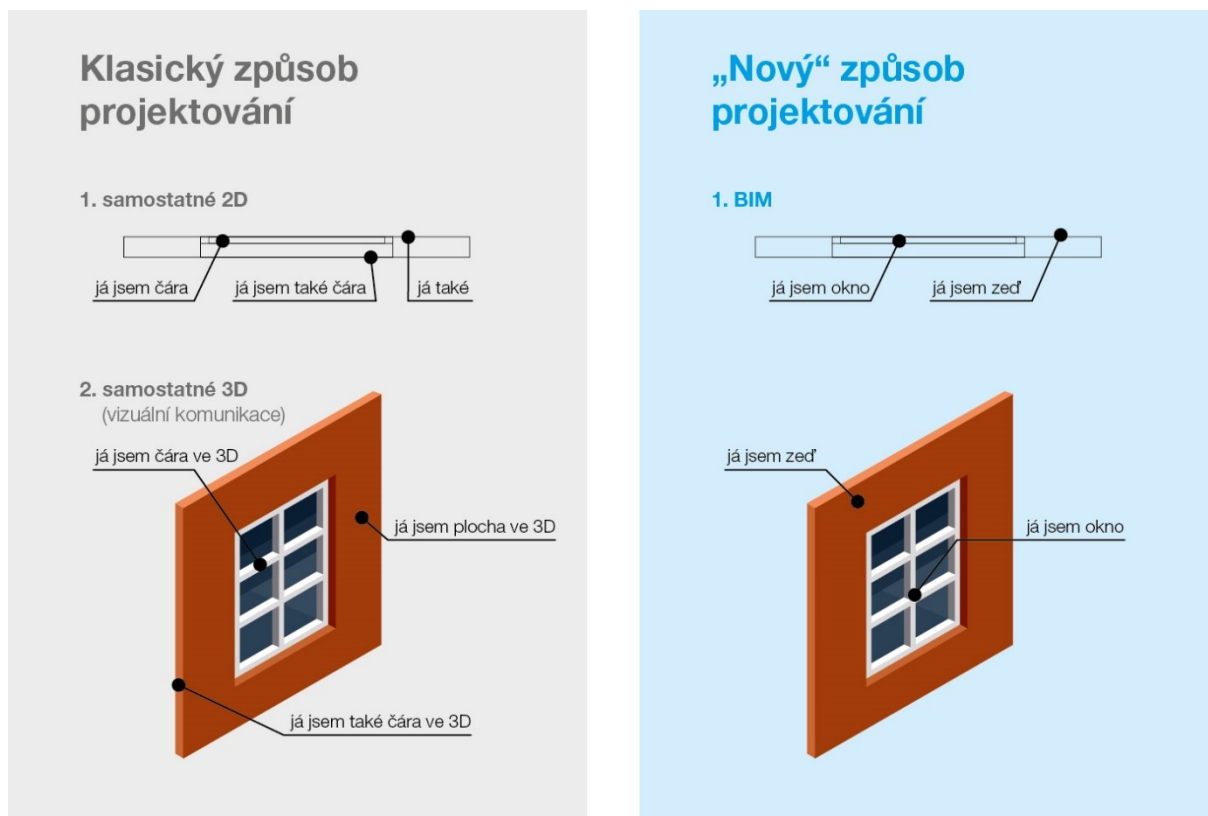 Klasický způsob
projektování
1. samostatné 2D
já jsem čára
já jsem také čára
já také
2. samostatné 3D
(vizuální komunikace)
já jsem čára ve 3D
já jsem plocha ve 3D
já jsem také čára ve 3D
„Nový“ způsob
projektování
1. BIM
já jsem okno
já jsem zeď
já jsem zeď
já jsem okno